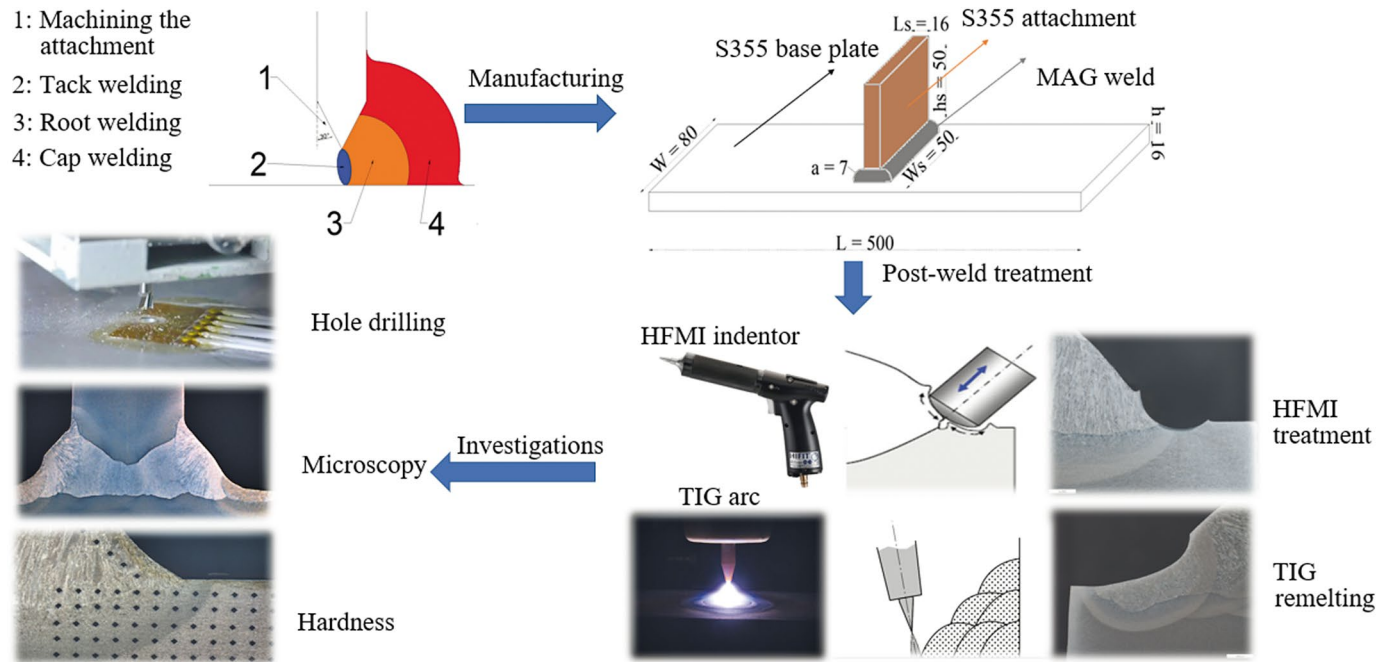 1: Machining the
attachment
2: Tack welding
3: Root welding
4: Cap welding
1
2
3
4
Manufacturing
S355 base plate
Ls = 16
S355 attachment
MAG weld
hs = 50
h = 16
W = 80
a = 7
Ws = 50
L = 500
Post-weld treatment
Hole drilling
HFMI indentor
HFMI
treatment
Investigations
Microscopy
HiFIT
TIG arc
TIG
remelting
Hardness